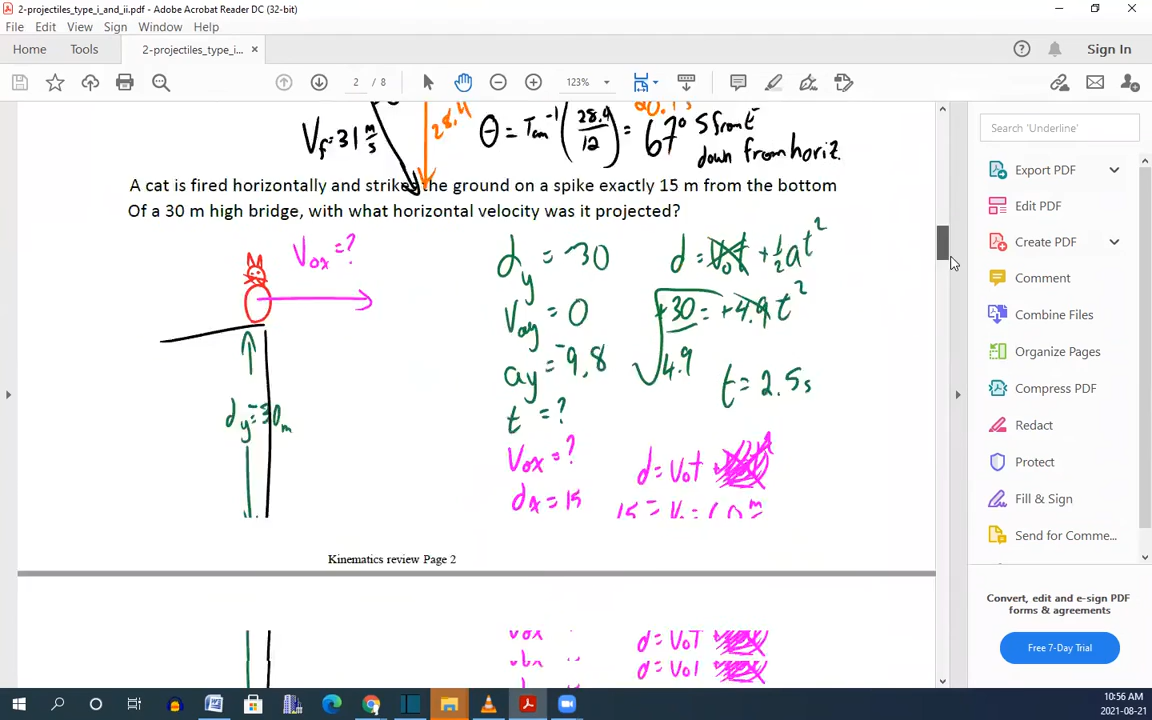 2-projectiles_type_i_and_ii.pdf - Adobe Acrobat Reader DC (32-bit)
File Edit View Sign Window Help
Home Tools 2-projectiles_type_i... × Sign In
2 / 8 123%
Vf = 31 m/s
28.4
θ = Tan⁻¹ (28.4/12) = 67° S front
down from horiz.
A cat is fired horizontally and strikes the ground on a spike exactly 15 m from the bottom
Of a 30 m high bridge, with what horizontal velocity was it projected?
Vox = ?
dy = -30m
dy = -30
Voy = 0
ay = -9.8
t = ?
Vox = ?
dx = 15
d = Vot + ½at²
+30 = +4.9t²
4.9
t = 2.5s
d = Vot
Kinematics review Page 2
d = Vot
d = Vot
Search 'Underline'
Export PDF
Edit PDF
Create PDF
Comment
Combine Files
Organize Pages
Compress PDF
Redact
Protect
Fill & Sign
Send for Comme...
Convert, edit and e-sign PDF
forms & agreements
Free 7-Day Trial
10:56 AM
2021-08-21